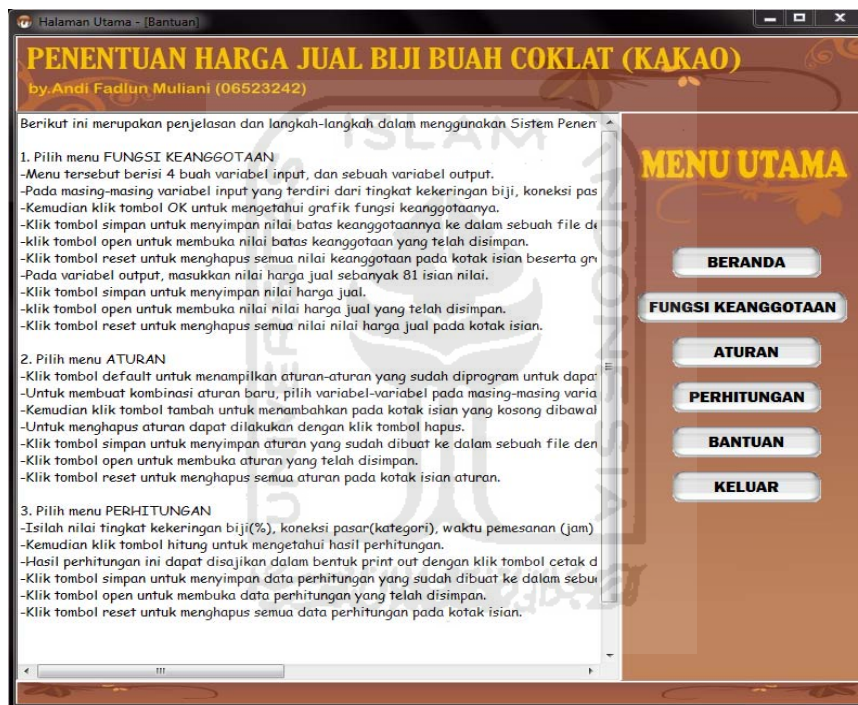 Halaman Utama - [Bantuan]
PENENTUAN HARGA JUAL BIJI BUAH COKLAT (KAKAO)
by.Andi Fadlun Muliani (06523242)
Berikut ini merupakan penjelasan dan langkah-langkah dalam menggunakan Sistem Penen
1. Pilih menu FUNGSI KEANGGOTAAN
-Menu tersebut berisi 4 buah variabel input, dan sebuah variabel output.
-Pada masing-masing variabel input yang terdiri dari tingkat kekeringan biji, koneksi pas
-Kemudian klik tombol OK untuk mengetahui grafik fungsi keanggotaanya.
-Klik tombol simpan untuk menyimpan nilai batas keanggotaannya ke dalam sebuah file de
-klik tombol open untuk membuka nilai batas keanggotaan yang telah disimpan.
-Klik tombol reset untuk menghapus semua nilai keanggotaan pada kotak isian beserta gr
-Pada variabel output, masukkan nilai harga jual sebanyak 81 isian nilai.
-Klik tombol simpan untuk menyimpan nilai harga jual.
-klik tombol open untuk membuka nilai nilai harga jual yang telah disimpan.
-Klik tombol reset untuk menghapus semua nilai nilai harga jual pada kotak isian.
2. Pilih menu ATURAN
-Klik tombol default untuk menampilkan aturan-aturan yang sudah diprogram untuk dapat
-Untuk membuat kombinasi aturan baru, pilih variabel-variabel pada masing-masing varia
-Kemudian klik tombol tambah untuk menambahkan pada kotak isian yang kosong dibawah
-Untuk menghapus aturan dapat dilakukan dengan klik tombol hapus.
-Klik tombol simpan untuk menyimpan aturan yang sudah dibuat ke dalam sebuah file den
-Klik tombol open untuk membuka aturan yang telah disimpan.
-Klik tombol reset untuk menghapus semua aturan pada kotak isian aturan.
3. Pilih menu PERHITUNGAN
-Isilah nilai tingkat kekeringan biji(%), koneksi pasar(kategori), waktu pemesanan (jam)
-Kemudian klik tombol hitung untuk mengetahui hasil perhitungan.
-Hasil perhitungan ini dapat disajikan dalam bentuk print out dengan klik tombol cetak d
-Klik tombol simpan untuk menyimpan data perhitungan yang sudah dibuat ke dalam sebu
-Klik tombol open untuk membuka data perhitungan yang telah disimpan.
-Klik tombol reset untuk menghapus semua data perhitungan pada kotak isian.
MENU UTAMA
BERANDA
FUNGSI KEANGGOTAAN
ATURAN
PERHITUNGAN
BANTUAN
KELUAR
ISLAM
UNIVERSITAS
INDONESIA